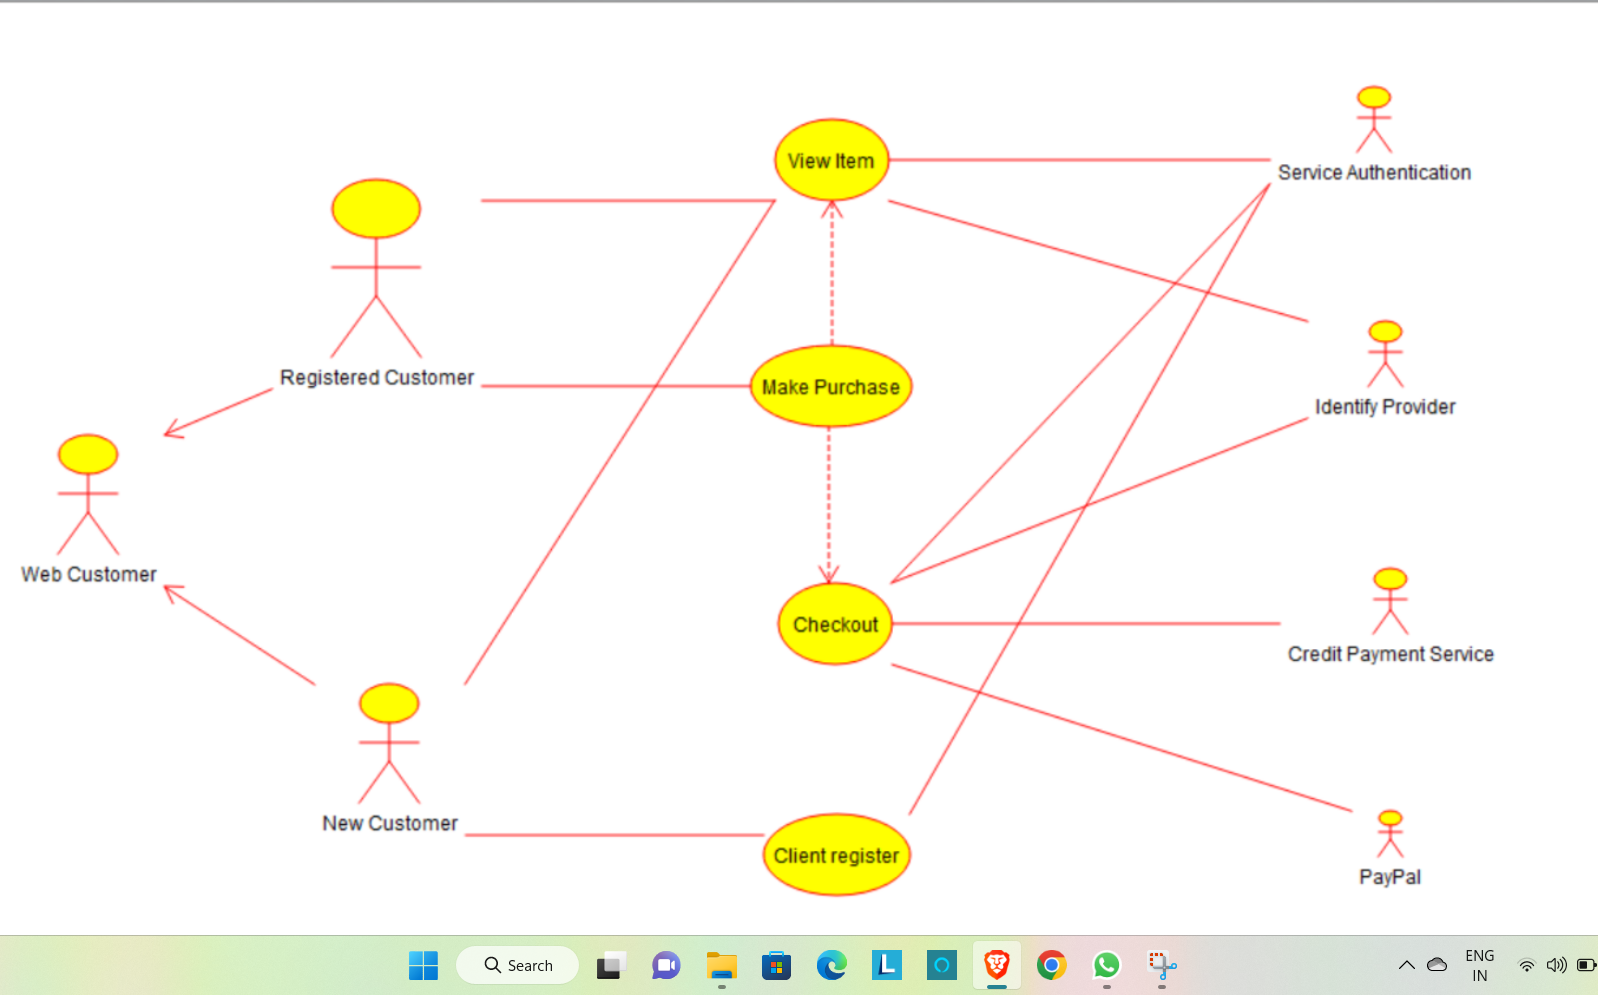 View Item
Service Authentication
Registered Customer
Make Purchase
Identify Provider
Web Customer
Checkout
Credit Payment Service
New Customer
Client register
PayPal
Search
ENG
IN